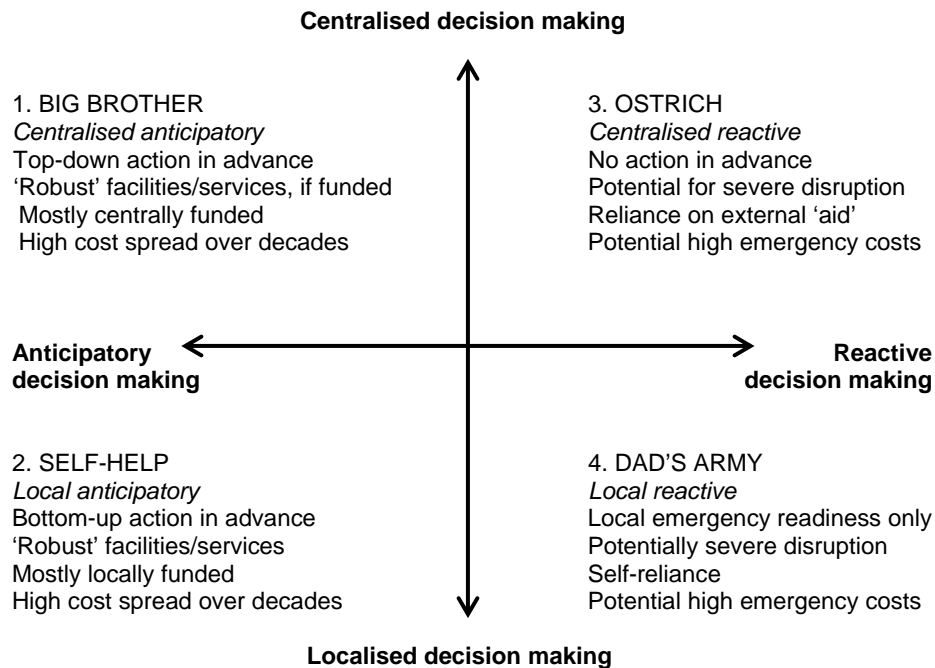 Centralised decision making
1. BIG BROTHER
Centralised anticipatory
Top-down action in advance
‘Robust’ facilities/services, if funded
Mostly centrally funded
High cost spread over decades
3. OSTRICH
Centralised reactive
No action in advance
Potential for severe disruption
Reliance on external ‘aid’
Potential high emergency costs
Anticipatory
decision making
Reactive
decision making
2. SELF-HELP
Local anticipatory
Bottom-up action in advance
‘Robust’ facilities/services
Mostly locally funded
High cost spread over decades
4. DAD’S ARMY
Local reactive
Local emergency readiness only
Potentially severe disruption
Self-reliance
Potential high emergency costs
Localised decision making